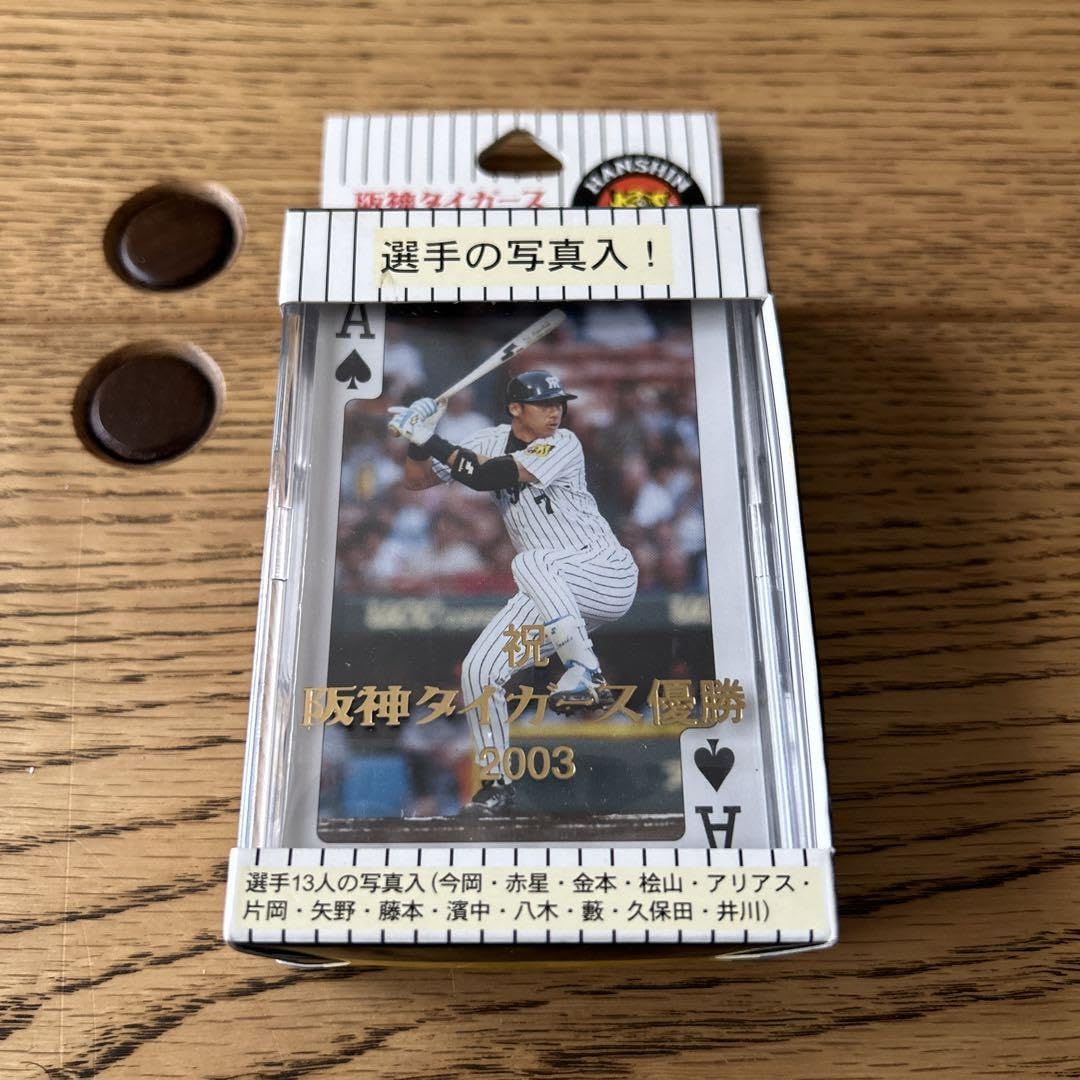 阪神タイガース
HANSHIN
選手の写真入！
A
7
祝
阪神タイガース優勝
2003
A
選手13人の写真入(今岡・赤星・金本・桧山・アリアス・
片岡・矢野・藤本・濱中・八木・藪・久保田・井川)